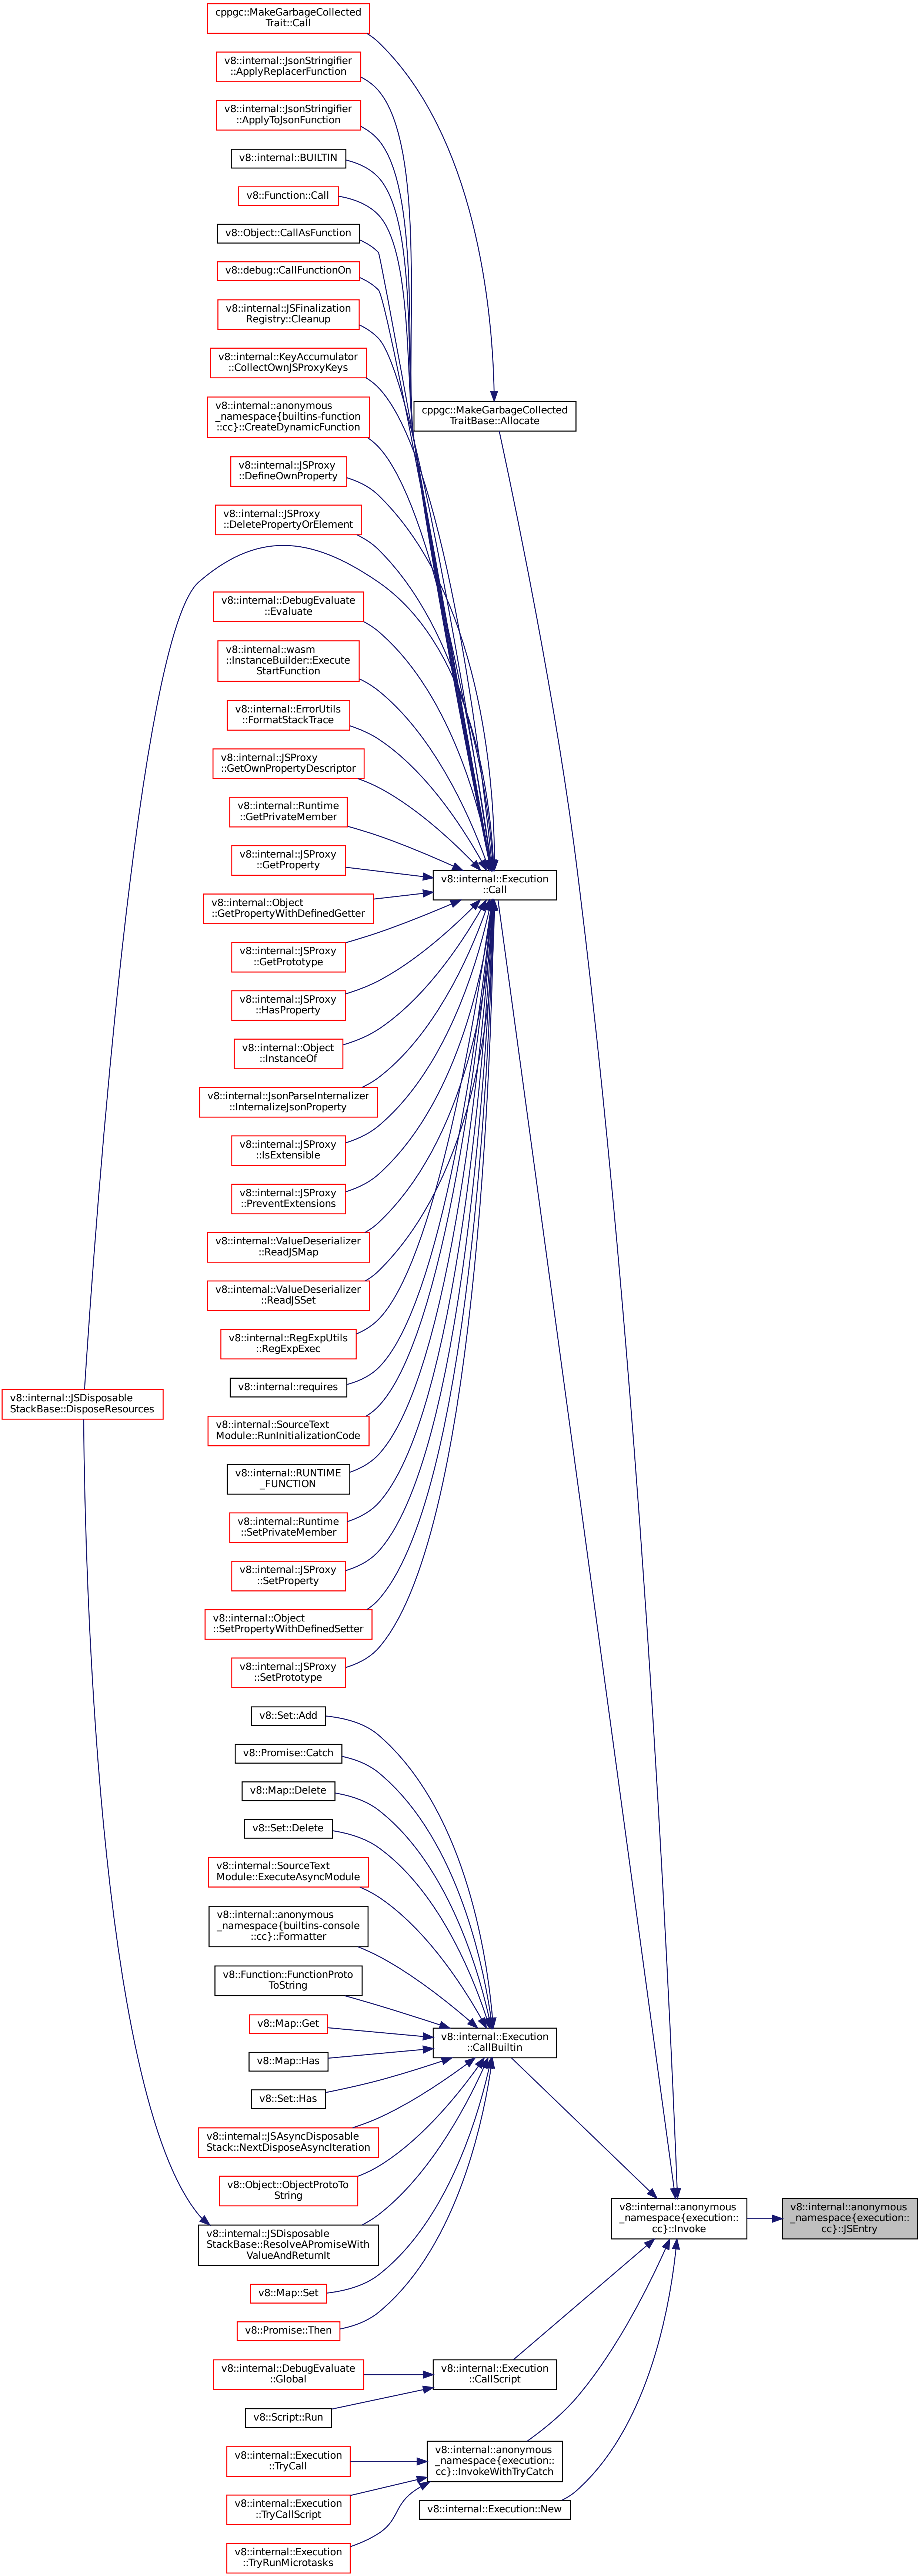 cppgc::MakeGarbageCollected
Trait::Call
v8::internal::JsonStringifier
::ApplyReplacerFunction
v8::internal::JsonStringifier
::ApplyToJsonFunction
v8::internal::BUILTIN
v8::Function::Call
v8::Object::CallAsFunction
v8::debug::CallFunctionOn
v8::internal::JSFinalization
Registry::Cleanup
v8::internal::KeyAccumulator
::CollectOwnJSProxyKeys
v8::internal::anonymous
_namespace{builtins-function
::cc}::CreateDynamicFunction
cppgc::MakeGarbageCollected
TraitBase::Allocate
v8::internal::JSProxy
::DefineOwnProperty
v8::internal::JSProxy
::DeletePropertyOrElement
v8::internal::DebugEvaluate
::Evaluate
v8::internal::wasm
::InstanceBuilder::Execute
StartFunction
v8::internal::ErrorUtils
::FormatStackTrace
v8::internal::JSProxy
::GetOwnPropertyDescriptor
v8::internal::Runtime
::GetPrivateMember
v8::internal::JSProxy
::GetProperty
v8::internal::Execution
::Call
v8::internal::Object
::GetPropertyWithDefinedGetter
v8::internal::JSProxy
::GetPrototype
v8::internal::JSProxy
::HasProperty
v8::internal::Object
::InstanceOf
v8::internal::JsonParseInternalizer
::InternalizeJsonProperty
v8::internal::JSProxy
::IsExtensible
v8::internal::JSProxy
::PreventExtensions
v8::internal::ValueDeserializer
::ReadJSMap
v8::internal::ValueDeserializer
::ReadJSSet
v8::internal::RegExpUtils
::RegExpExec
v8::internal::requires
v8::internal::JSDisposable
StackBase::DisposeResources
v8::internal::SourceText
Module::RunInitializationCode
v8::internal::RUNTIME
_FUNCTION
v8::internal::Runtime
::SetPrivateMember
v8::internal::JSProxy
::SetProperty
v8::internal::Object
::SetPropertyWithDefinedSetter
v8::internal::JSProxy
::SetPrototype
v8::Set::Add
v8::Promise::Catch
v8::Map::Delete
v8::Set::Delete
v8::internal::SourceText
Module::ExecuteAsyncModule
v8::internal::anonymous
_namespace{builtins-console
::cc}::Formatter
v8::Function::FunctionProto
ToString
v8::Map::Get
v8::internal::Execution
::CallBuiltin
v8::Map::Has
v8::Set::Has
v8::internal::JSAsyncDisposable
Stack::NextDisposeAsyncIteration
v8::Object::ObjectProtoTo
String
v8::internal::JSDisposable
StackBase::ResolveAPromiseWith
ValueAndReturnIt
v8::internal::anonymous
_namespace{execution::
cc}::Invoke
v8::internal::anonymous
_namespace{execution::
cc}::JSEntry
v8::Map::Set
v8::Promise::Then
v8::internal::DebugEvaluate
::Global
v8::internal::Execution
::CallScript
v8::Script::Run
v8::internal::Execution
::TryCall
v8::internal::anonymous
_namespace{execution::
cc}::InvokeWithTryCatch
v8::internal::Execution
::TryCallScript
v8::internal::Execution::New
v8::internal::Execution
::TryRunMicrotasks